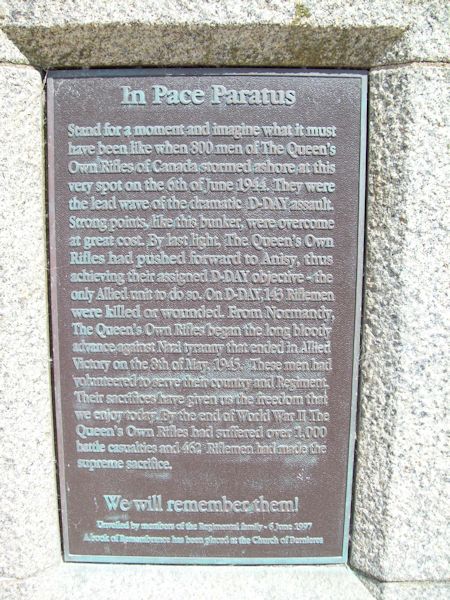 In Pace Paratus
Stand for a moment and imagine what it must
have been like when 800 men of The Queen's
Own Rifles of Canada stormed ashore at this
very spot on the 6th of June 1944. They were
the lead wave of the dramatic D-DAY assault.
Strong points, like this bunker, were overcome
at great cost. By last light, The Queen's Own
Rifles had pushed forward to Anisy, thus
achieving their assigned D-DAY objective - the
only Allied unit to do so. On D-DAY, 143 Riflemen
were killed or wounded. From Normandy,
The Queen's Own Rifles began the long bloody
advance against Nazi tyranny that ended in Allied
Victory on the 8th of May, 1945. These men had
volunteered to serve their country and Regiment.
Their sacrifices have given us the freedom that
we enjoy today. By the end of World War II The
Queen's Own Rifles had suffered over 1,000
battle casualties and 462 Riflemen had made the
supreme sacrifice.
We will remember them!
Unveiled by members of the Regimental family - 6 June 1997
A book of Remembrance has been placed at the Church of Bernieres